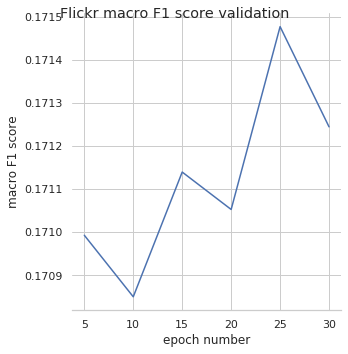 Flickr macro F1 score validation
0.1715
0.1714
0.1713
0.1712
0.1711
0.1710
0.1709
macro F1 score
5 10 15 20 25 30
epoch number